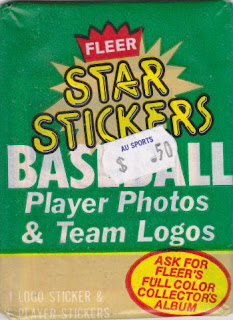 FLEER
STAR
STICKERS
AU SPORTS
$ .50
BASEBALL
Player Photos
& Team Logos
ASK FOR
FLEER'S
FULL COLOR
COLLECTOR'S
ALBUM
1 LOGO STICKER &
PLAYER STICKERS